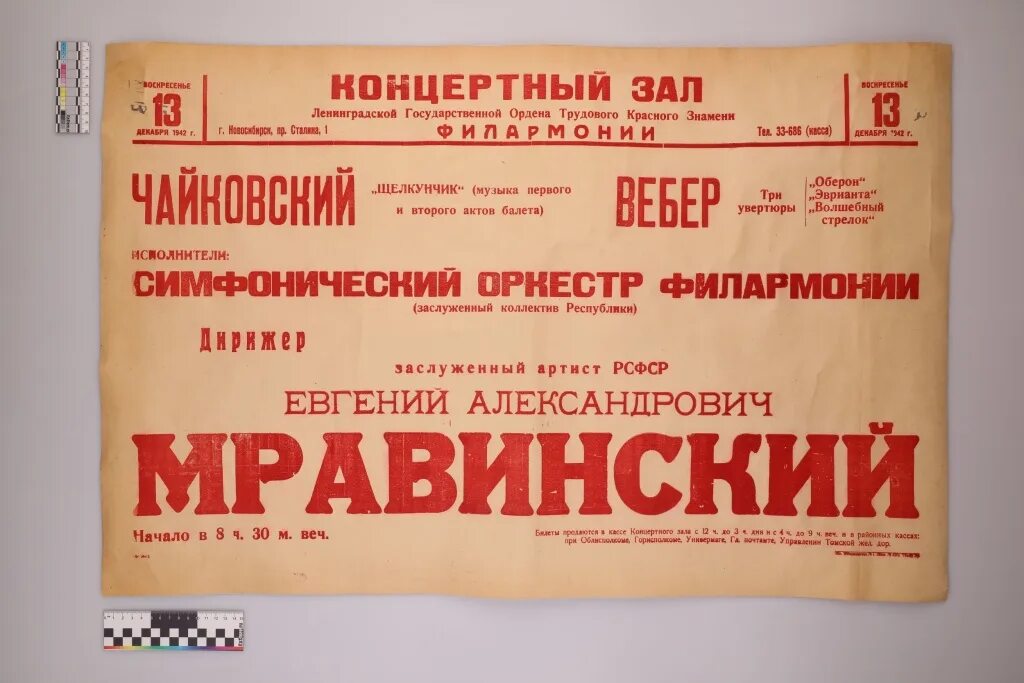 ВОСКРЕСЕНЬЕ
13
ДЕКАБРЯ 1942 г.
КОНЦЕРТНЫЙ ЗАЛ
Ленинградской Государственной Ордена Трудового Красного Знамени
г. Новосибирск, пр. Сталина, 1 ФИЛАРМОНИИ Тел. 33-686 (касса)
ВОСКРЕСЕНЬЕ
13
ДЕКАБРЯ 1942 г.
ЧАЙКОВСКИЙ
„ЩЕЛКУНЧИК“ (музыка первого
и второго актов балета)
ВЕБЕР
Три
увертюры
„Оберон“
„Эврианта“
„Волшебный
стрелок“
ИСПОЛНИТЕЛИ:
СИМФОНИЧЕСКИЙ ОРКЕСТР ФИЛАРМОНИИ
(заслуженный коллектив Республики)
Дирижер
заслуженный артист РСФСР
ЕВГЕНИЙ АЛЕКСАНДРОВИЧ
МРАВИНСКИЙ
Начало в 8 ч. 30 м. веч.
Билеты продаются в кассе Концертного зала с 12 ч. до 3 ч. дня и с 4 ч. до 9 ч. веч. и в районных кассах:
при Облисполкоме, Горисполкоме, Универмаге, Гл. почтамте, Управлении Томской жел. дор.